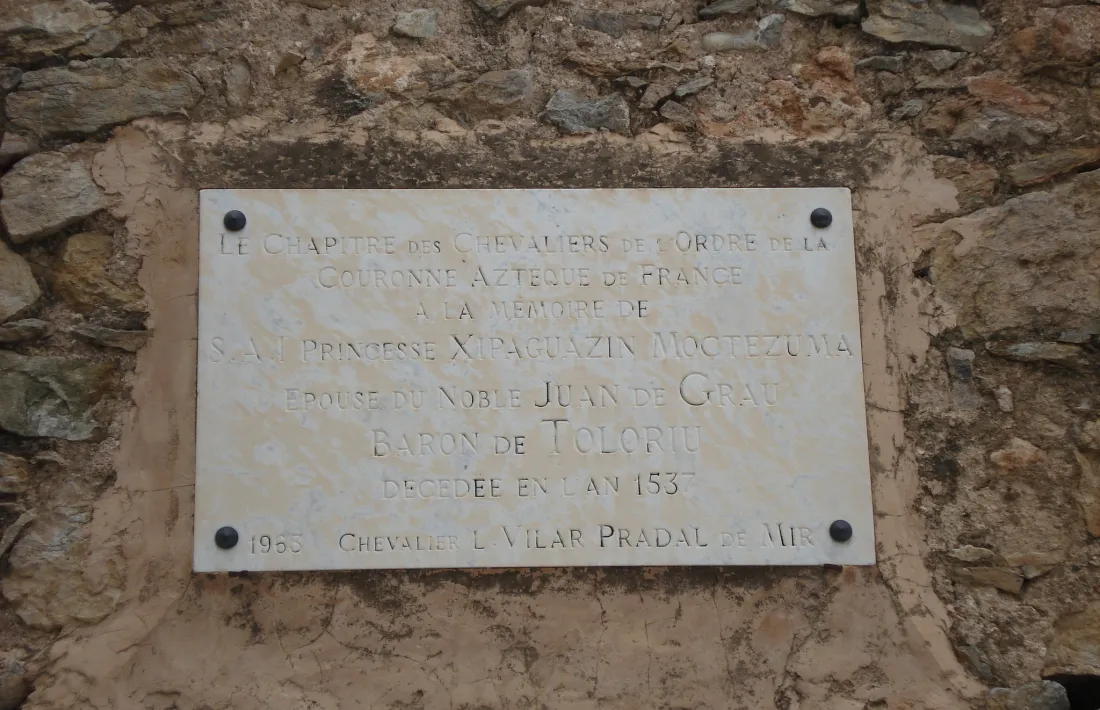 LE CHAPITRE DES CHEVALIERS DE L'ORDRE DE LA
COURONNE AZTEQUE DE FRANCE
A LA MEMOIRE DE
S.A.I PRINCESSE XIPAGUAZIN MOCTEZUMA
EPOUSE DU NOBLE JUAN DE GRAU
BARON DE TOLORIU
DECEDÉE EN L'AN 1537
1963 CHEVALIER L. VILAR PRADAL DE MIR